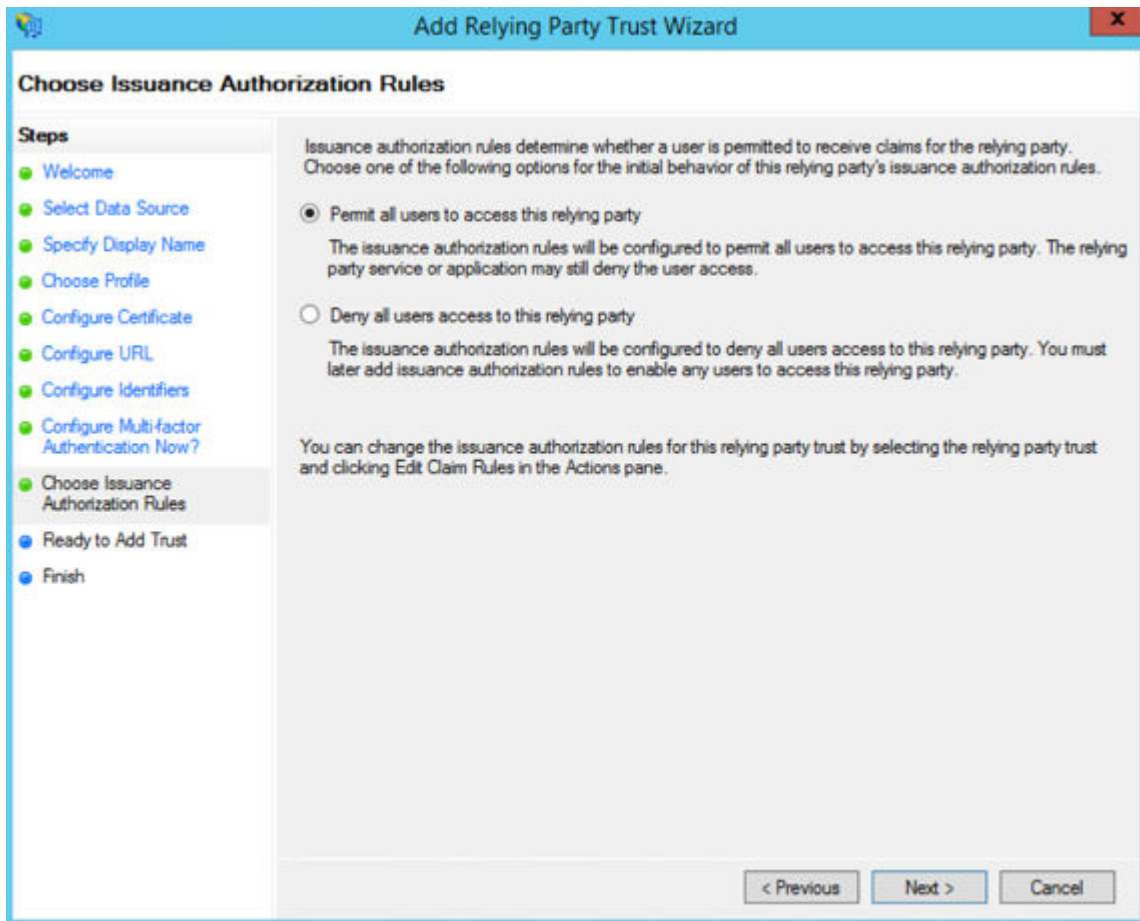 Add Relying Party Trust Wizard
x
Choose Issuance Authorization Rules
Steps
Welcome
Select Data Source
Specify Display Name
Choose Profile
Configure Certificate
Configure URL
Configure Identifiers
Configure Multi-factor
Authentication Now?
Choose Issuance
Authorization Rules
Ready to Add Trust
Finish
Issuance authorization rules determine whether a user is permitted to receive claims for the relying party.
Choose one of the following options for the initial behavior of this relying party's issuance authorization rules.
Permit all users to access this relying party
The issuance authorization rules will be configured to permit all users to access this relying party. The relying
party service or application may still deny the user access.
Deny all users access to this relying party
The issuance authorization rules will be configured to deny all users access to this relying party. You must
later add issuance authorization rules to enable any users to access this relying party.
You can change the issuance authorization rules for this relying party trust by selecting the relying party trust
and clicking Edit Claim Rules in the Actions pane.
< Previous
Next >
Cancel